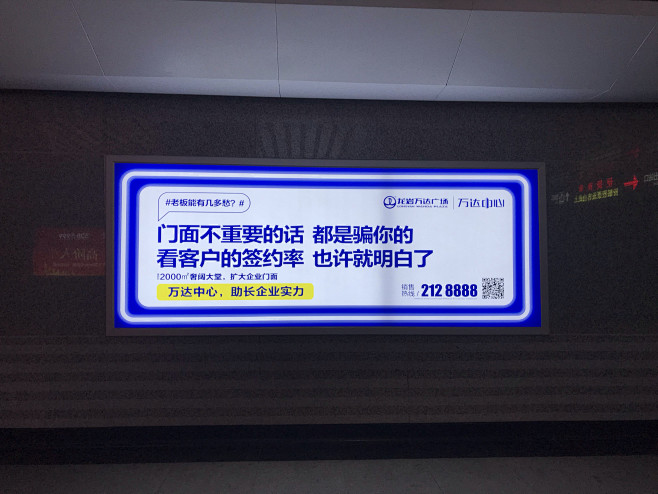 #老板能有几多愁?#
龙岩万达广场 万达中心
门面不重要的话 都是骗你的
看客户的签约率 也许就明白了
2000㎡奢阔大堂,扩大企业门面
万达中心,助长企业实力
销售
热线/ 212 8888